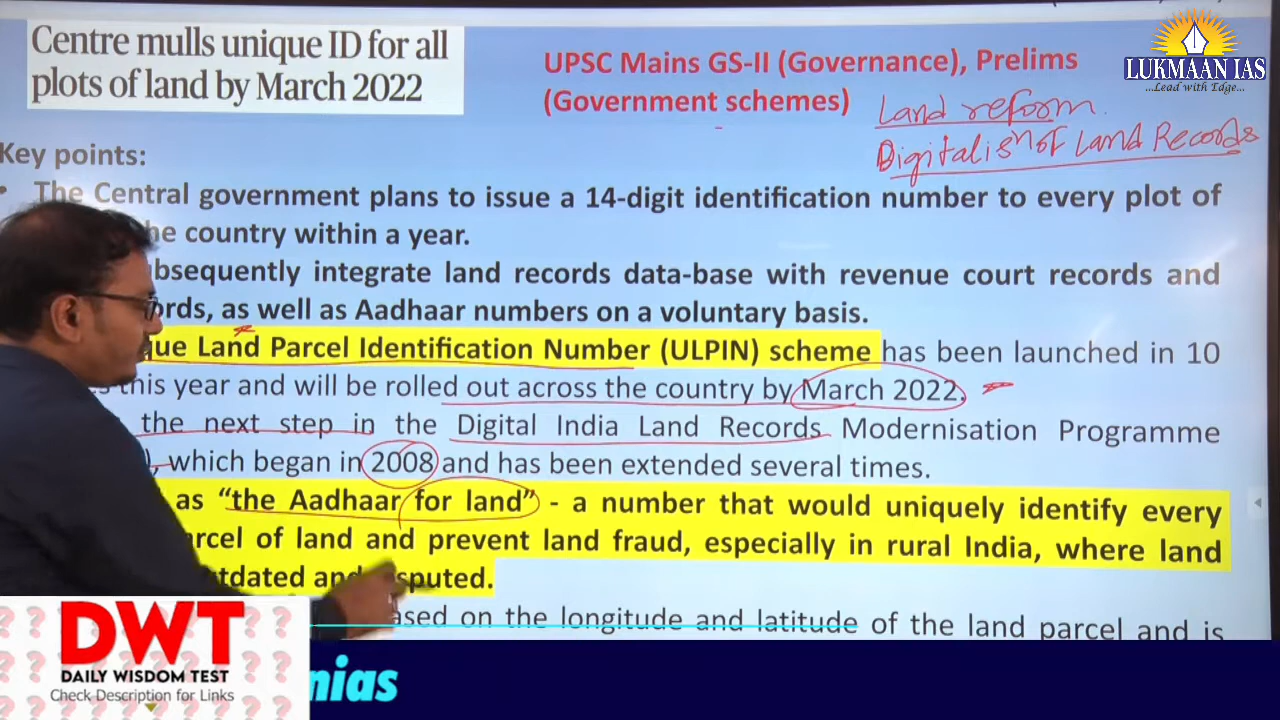 Centre mulls unique ID for all
plots of land by March 2022
UPSC Mains GS-II (Governance), Prelims
(Government schemes)
LUKMAAN IAS
...Lead with Edge...
Land reform.
Digitalisn of Land Records
Key points:
• The Central government plans to issue a 14-digit identification number to every plot of
he country within a year.
bsequently integrate land records data-base with revenue court records and
ords, as well as Aadhaar numbers on a voluntary basis.
que Land Parcel Identification Number (ULPIN) scheme has been launched in 10
s this year and will be rolled out across the country by March 2022.
the next step in the Digital India Land Records Modernisation Programme
), which began in 2008 and has been extended several times.
as “the Aadhaar for land” - a number that would uniquely identify every
arcel of land and prevent land fraud, especially in rural India, where land
tdated and sputed.
ased on the longitude and latitude of the land parcel and is
DWT
DAILY WISDOM TEST
Check Description for Links
nias